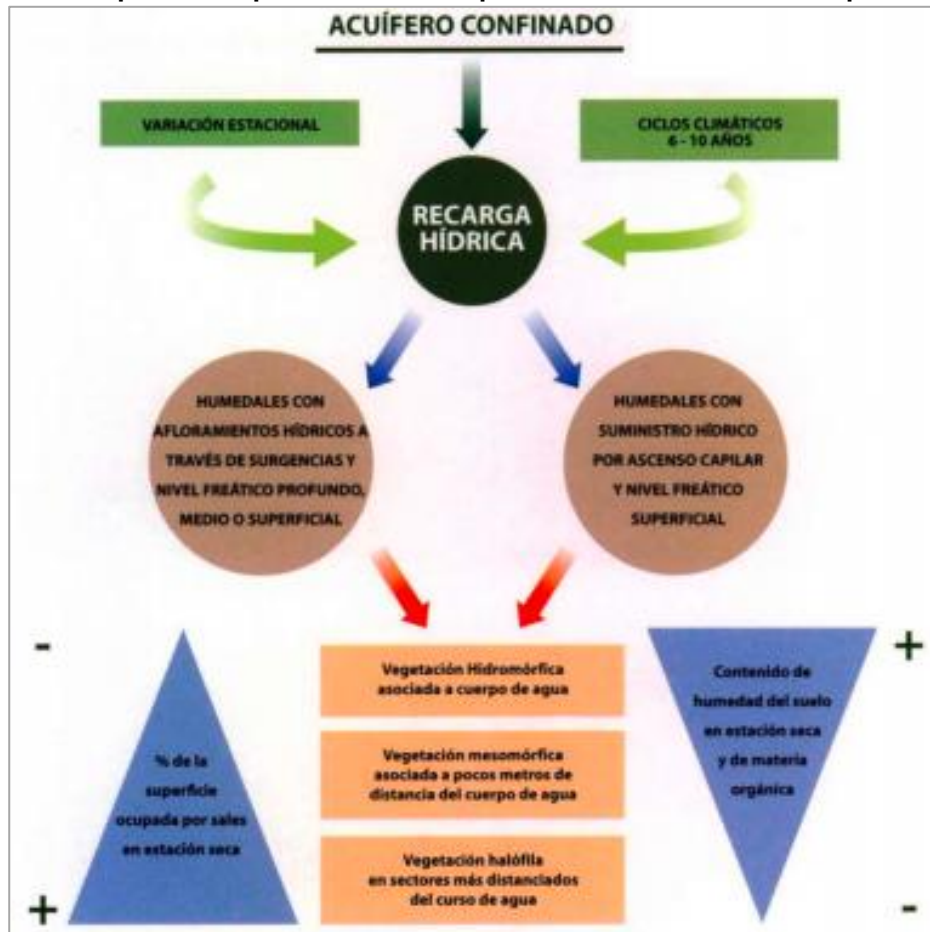 ACUÍFERO CONFINADO
VARIACIÓN ESTACIONAL
CICLOS CLIMÁTICOS
6 - 10 AÑOS
RECARGA
HÍDRICA
HUMEDALES CON
AFLORAMIENTOS HÍDRICOS A
TRAVÉS DE SURGENCIAS Y
NIVEL FREÁTICO PROFUNDO,
MEDIO O SUPERFICIAL
HUMEDALES CON
SUMINISTRO HÍDRICO
POR ASCENSO CAPILAR
Y NIVEL FREÁTICO
SUPERFICIAL
-
% de la
superficie
ocupada por sales
en estación seca
+
Vegetación Hidromórfica
asociada a cuerpo de agua
Vegetación mesomórfica
asociada a pocos metros de
distancia del cuerpo de agua
Vegetación halófila
en sectores más distanciados
del curso de agua
+
Contenido de
humedad del suelo
en estación seca
y de materia
orgánica
-